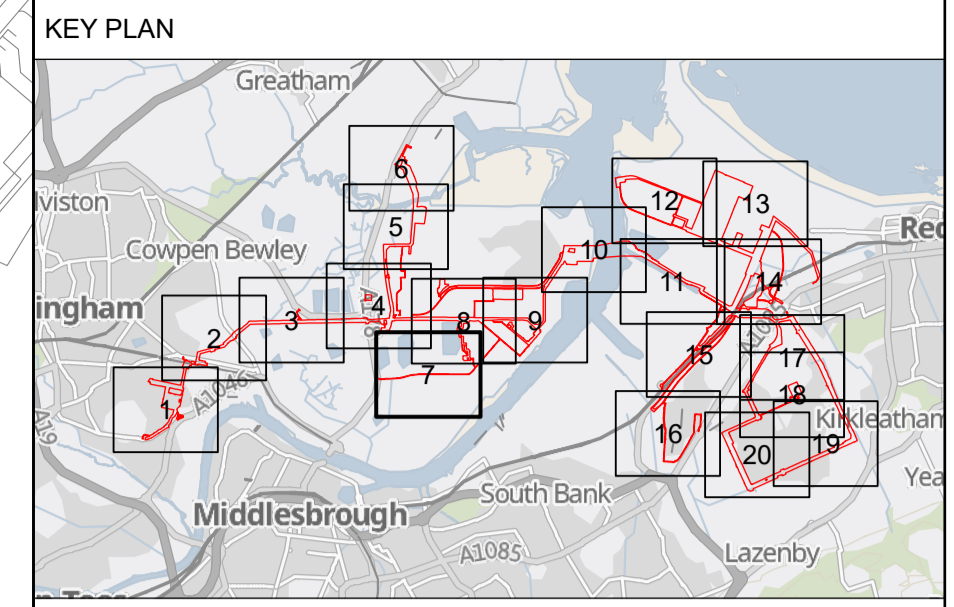 KEY PLAN
Greatham
6
lviston
12
13
5
Cowpen Bewley
Red
10
11
14
ingham
4
2
3
8
9
A1085
15
17
7
A1046
1
18
Kirkleatham
A19
16
19
20
Yea
South Bank
Middlesbrough
A1085
Lazenby